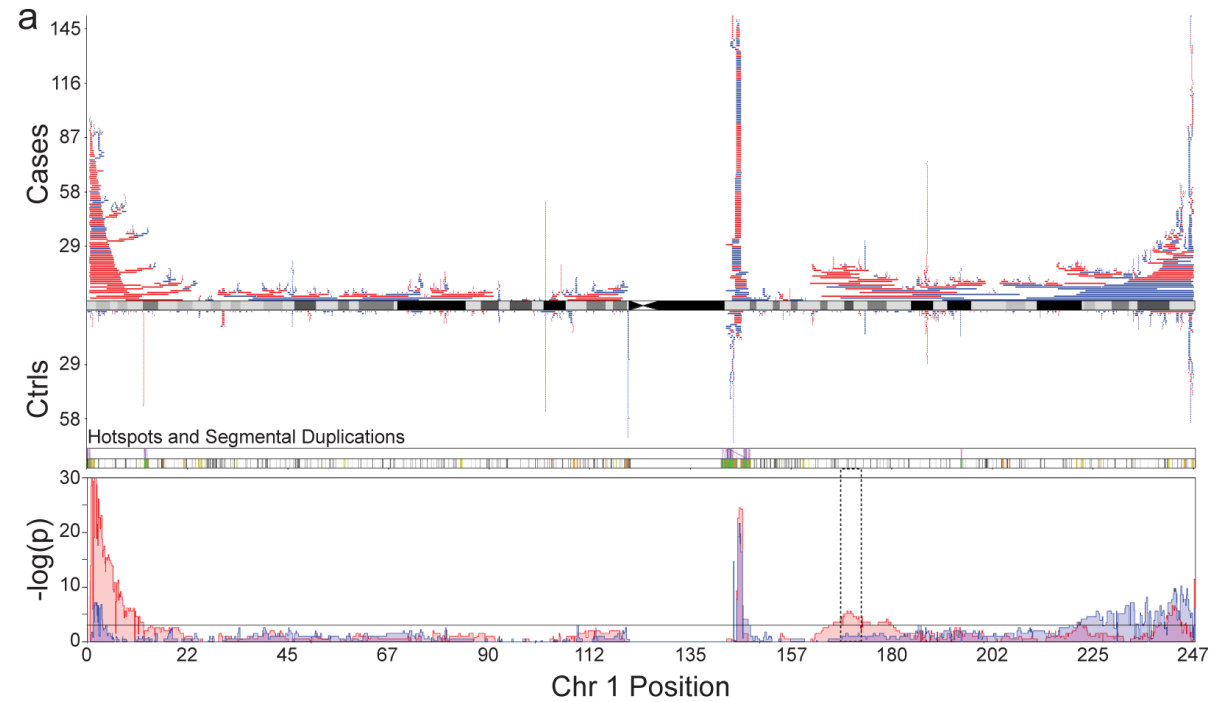 a
Cases
145
116
87
58
29
Ctrls
29
58
Hotspots and Segmental Duplications
-log(p)
30
20
10
0
0 22 45 67 90 112 135 157 180 202 225 247
Chr 1 Position